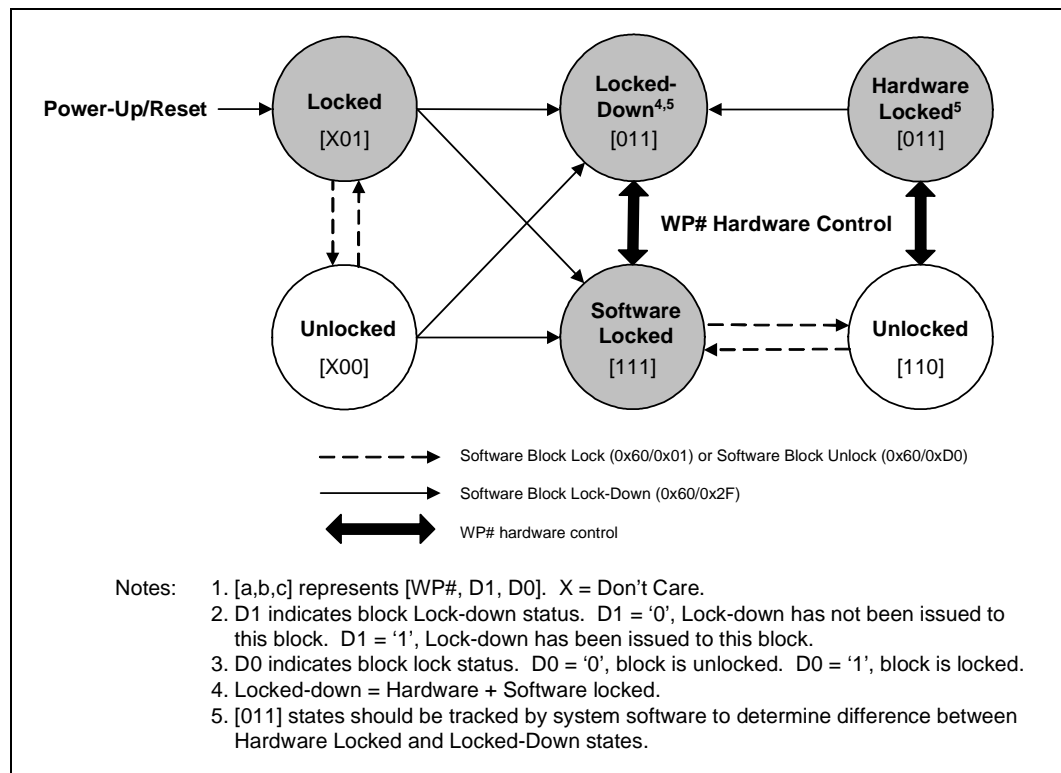 Power-Up/Reset
Locked
[X01]
Locked-
Down4,5
[011]
Hardware
Locked5
[011]
WP# Hardware Control
Unlocked
[X00]
Software
Locked
[111]
Unlocked
[110]
Software Block Lock (0x60/0x01) or Software Block Unlock (0x60/0xD0)
Software Block Lock-Down (0x60/0x2F)
WP# hardware control
Notes: 1. [a,b,c] represents [WP#, D1, D0]. X = Don’t Care.
2. D1 indicates block Lock-down status. D1 = ‘0’, Lock-down has not been issued to
this block. D1 = ‘1’, Lock-down has been issued to this block.
3. D0 indicates block lock status. D0 = ‘0’, block is unlocked. D0 = ‘1’, block is locked.
4. Locked-down = Hardware + Software locked.
5. [011] states should be tracked by system software to determine difference between
Hardware Locked and Locked-Down states.